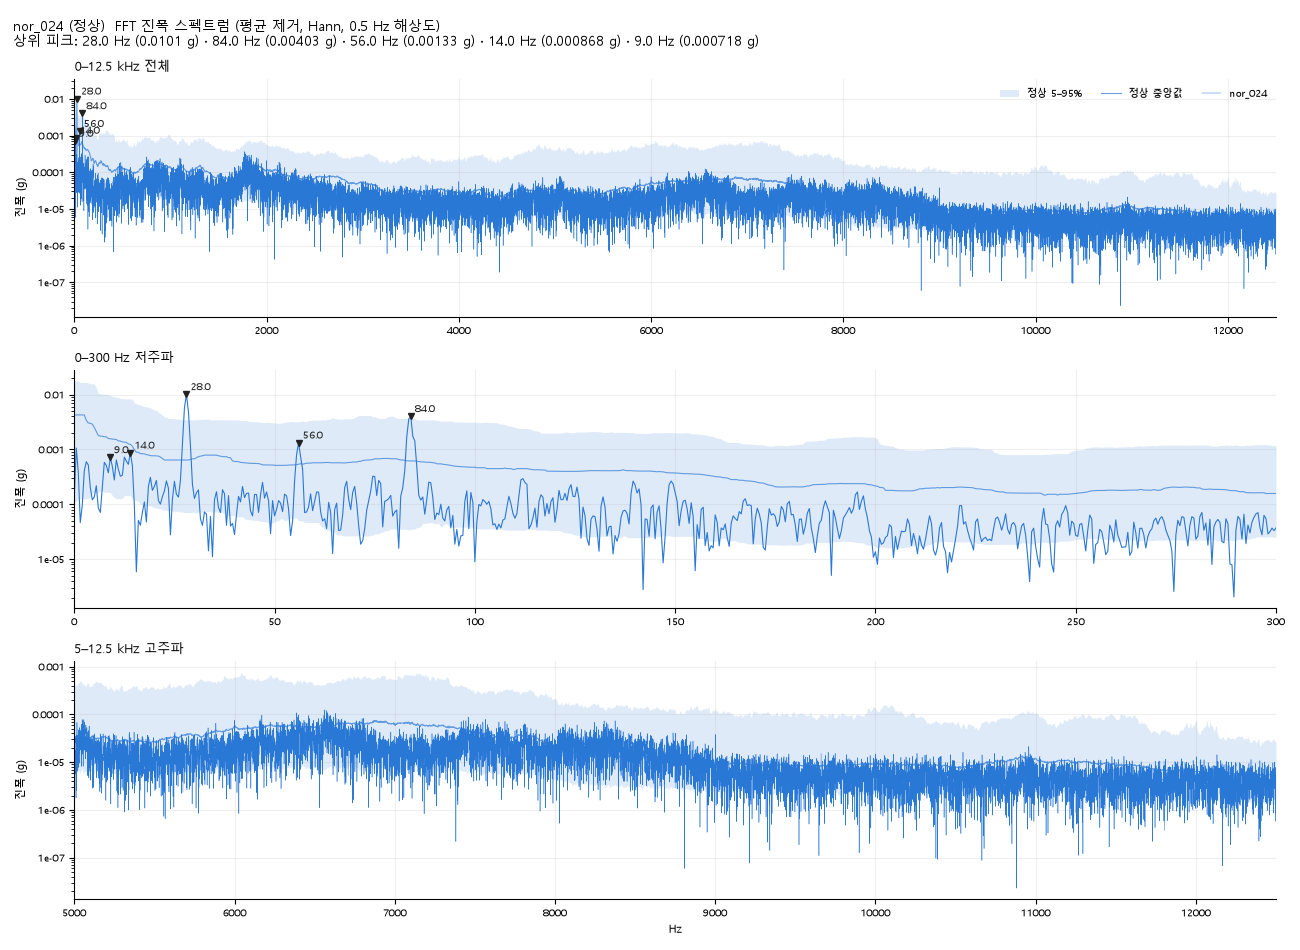 nor_024 (정상)  FFT 진폭 스펙트럼 (평균 제거, Hann, 0.5 Hz 해상도)
상위 피크: 28.0 Hz (0.0101 g) · 84.0 Hz (0.00403 g) · 56.0 Hz (0.00133 g) · 14.0 Hz (0.000868 g) · 9.0 Hz (0.000718 g)
0–12.5 kHz 전체
정상 5–95% 정상 중앙값 nor_024
28.0
84.0
56.0
14.0
9.0
진폭 (g)
0.01
0.001
0.0001
1e-05
1e-06
1e-07
0 2000 4000 6000 8000 10000 12000
0–300 Hz 저주파
28.0
84.0
56.0
14.0
9.0
진폭 (g)
0.01
0.001
0.0001
1e-05
0 50 100 150 200 250 300
5–12.5 kHz 고주파
진폭 (g)
0.001
0.0001
1e-05
1e-06
1e-07
5000 6000 7000 8000 9000 10000 11000 12000
Hz